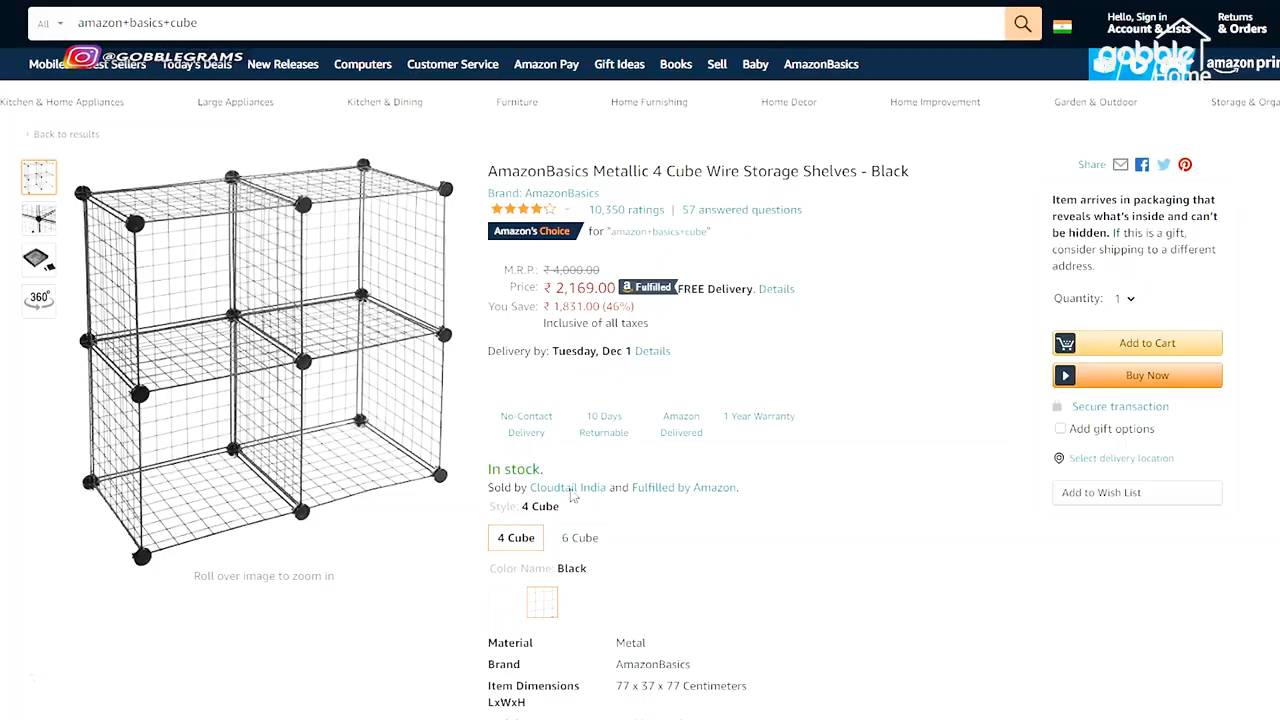 All amazon+basics+cube
Hello, Sign in
Account & Lists
Returns
& Orders
@GOBBLEGRAMS
gobble
Home
Today's Deals New Releases Computers Customer Service Amazon Pay Gift Ideas Books Sell Baby AmazonBasics
Kitchen & Home Appliances Large Appliances Kitchen & Dining Furniture Home Furnishing Home Decor Home Improvement Garden & Outdoor Storage & Orga
‹ Back to results
360°
Roll over image to zoom in
AmazonBasics Metallic 4 Cube Wire Storage Shelves - Black
Brand: AmazonBasics
10,350 ratings | 57 answered questions
Amazon's Choice for "amazon+basics+cube"
M.R.P.: ₹ 4,000.00
Price: ₹ 2,169.00 a Fulfilled FREE Delivery. Details
You Save: ₹ 1,831.00 (46%)
Inclusive of all taxes
Delivery by: Tuesday, Dec 1 Details
No-Contact Delivery
10 Days Returnable
Amazon Delivered
1 Year Warranty
In stock.
Sold by Cloudtail India and Fulfilled by Amazon.
Style: 4 Cube
4 Cube 6 Cube
Color Name: Black
Material Metal
Brand AmazonBasics
Item Dimensions LxWxH 77 x 37 x 77 Centimeters
Share
Item arrives in packaging that
reveals what's inside and can't
be hidden. If this is a gift,
consider shipping to a different
address.
Quantity: 1
Add to Cart
Buy Now
Secure transaction
Add gift options
Select delivery location
Add to Wish List